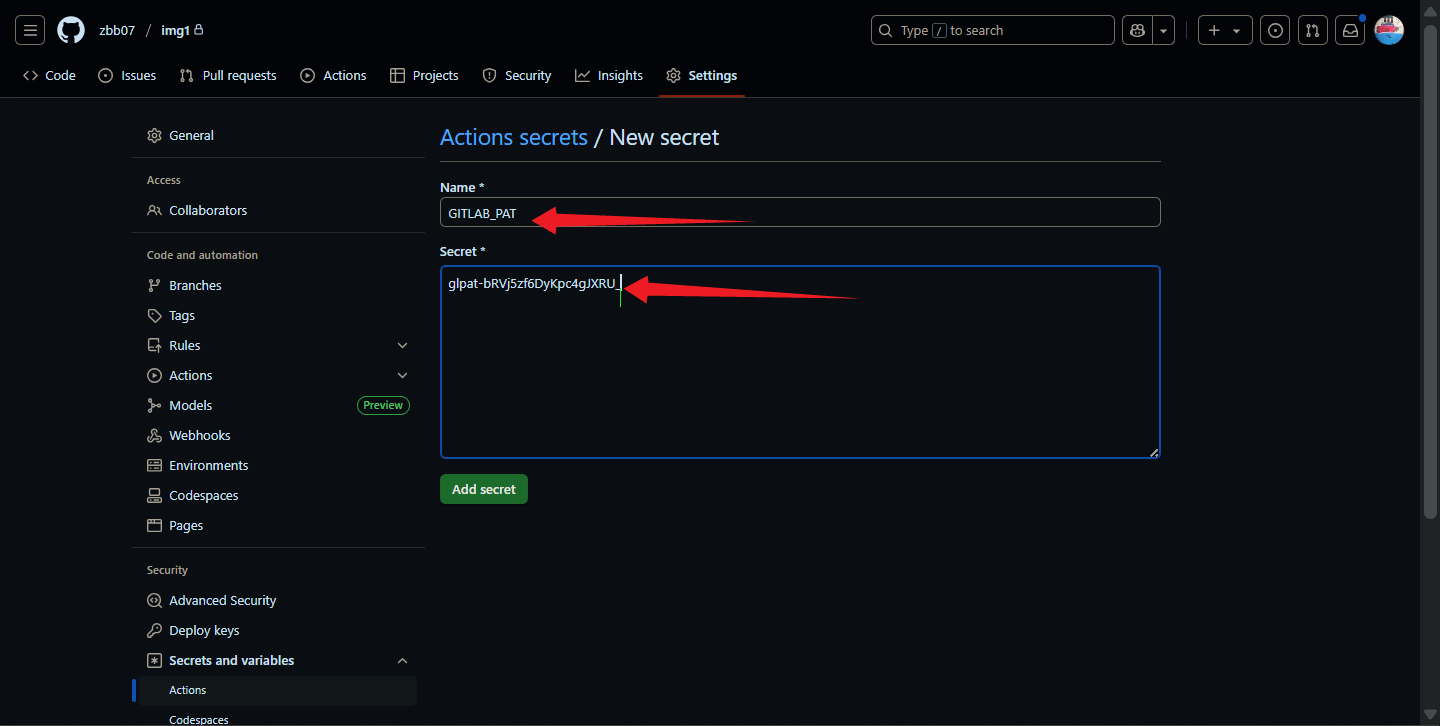 zbb07 / img1
Type / to search
Code
Issues
Pull requests
Actions
Projects
Security
Insights
Settings
General
Access
Collaborators
Code and automation
Branches
Tags
Rules
Actions
Models
Preview
Webhooks
Environments
Codespaces
Pages
Security
Advanced Security
Deploy keys
Secrets and variables
Actions
Codespaces
Actions secrets / New secret
Name *
GITLAB_PAT
Secret *
glpat-bRVj5zf6DyKpc4gJXRU_
Add secret